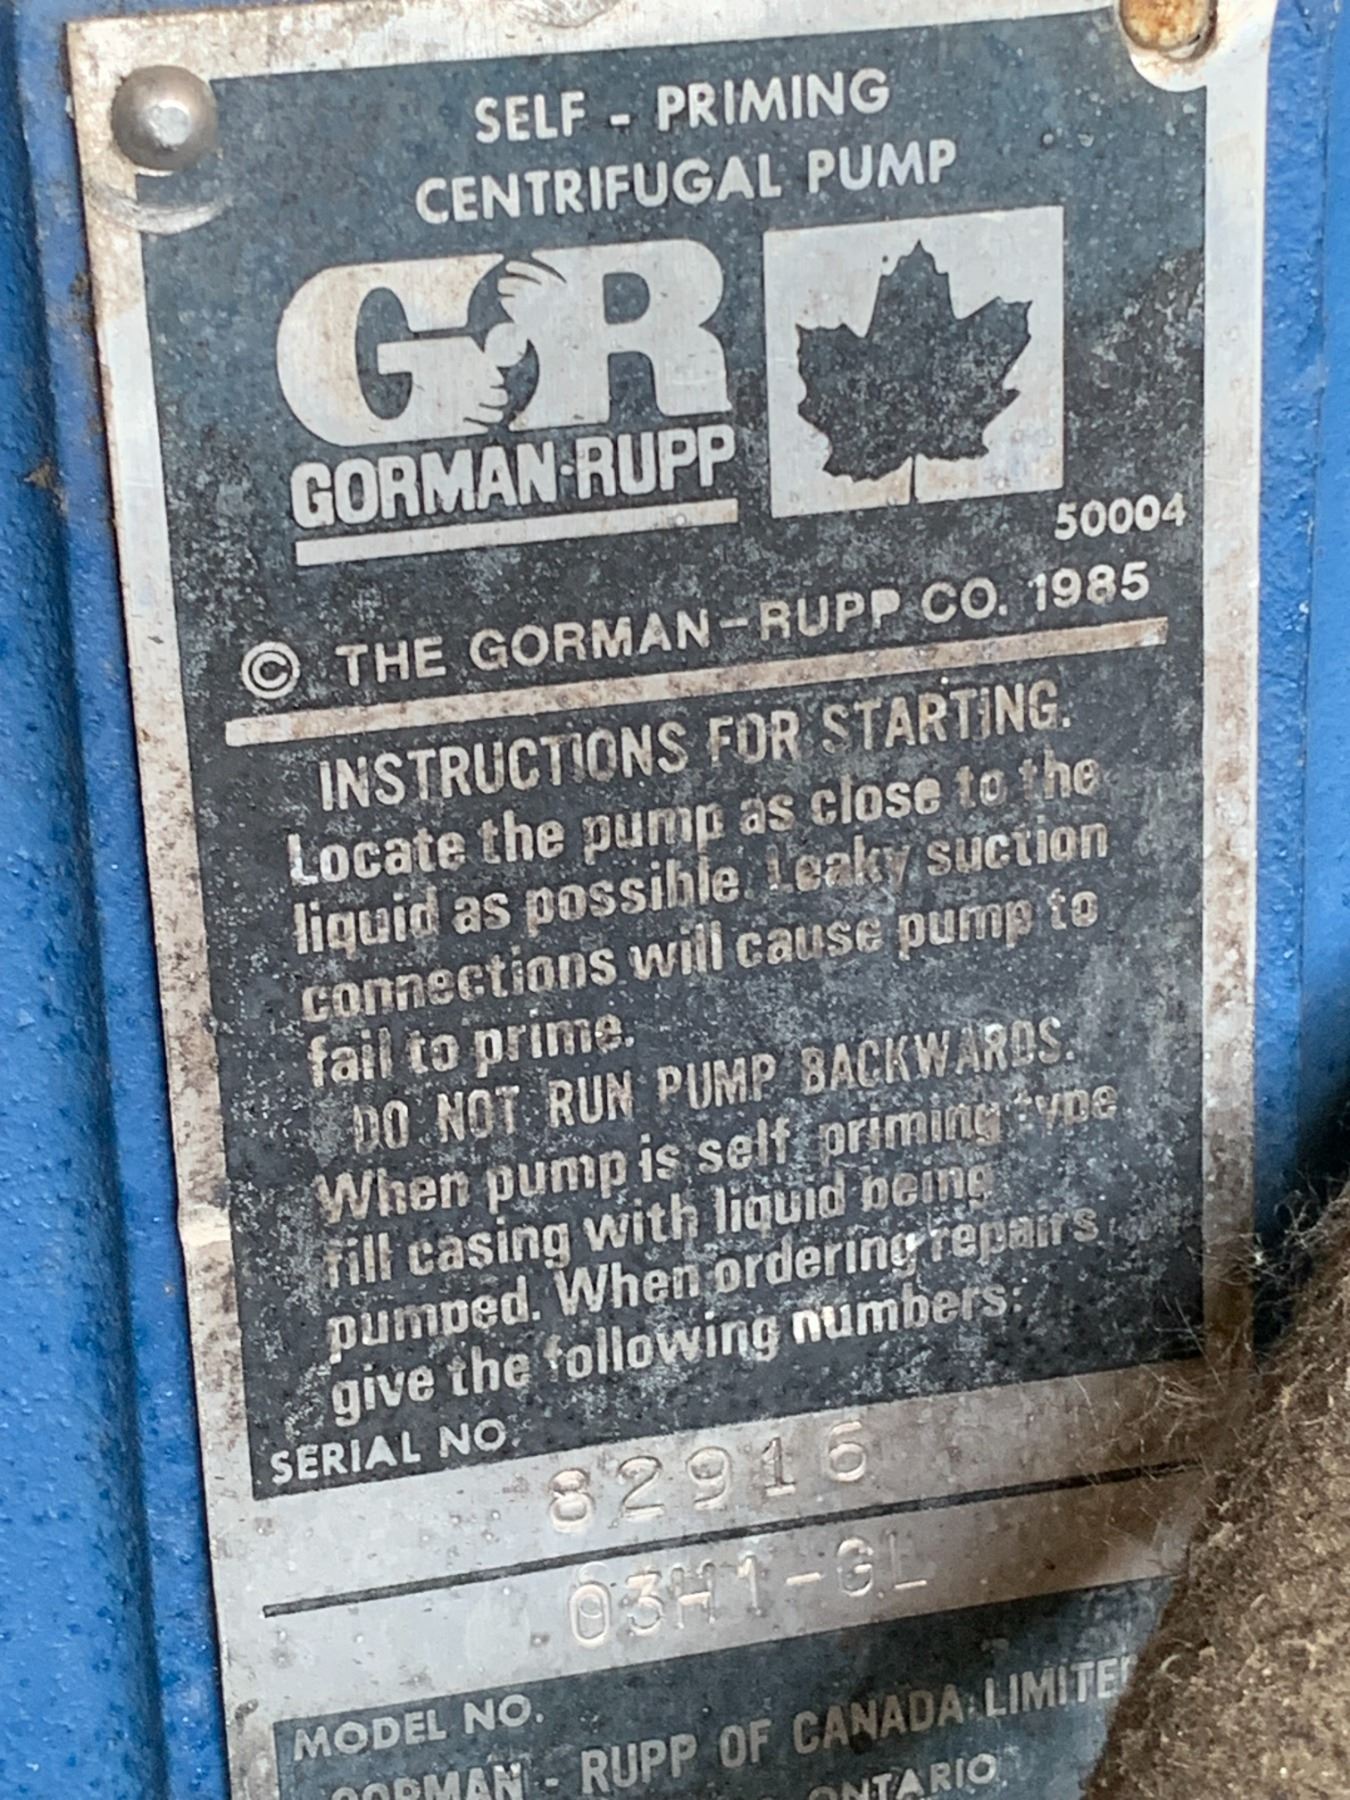 SELF - PRIMING
CENTRIFUGAL PUMP
GR
GORMAN-RUPP
50004
© THE GORMAN-RUPP CO. 1985
INSTRUCTIONS FOR STARTING.
Locate the pump as close to the
liquid as possible. Leaky suction
connections will cause pump to
fail to prime.
DO NOT RUN PUMP BACKWARDS.
When pump is self priming type
fill casing with liquid being
pumped. When ordering repairs
give the following numbers:
SERIAL NO.
82916
03H1-GL
MODEL NO.
GORMAN - RUPP OF CANADA LIMITE
ONTARIO